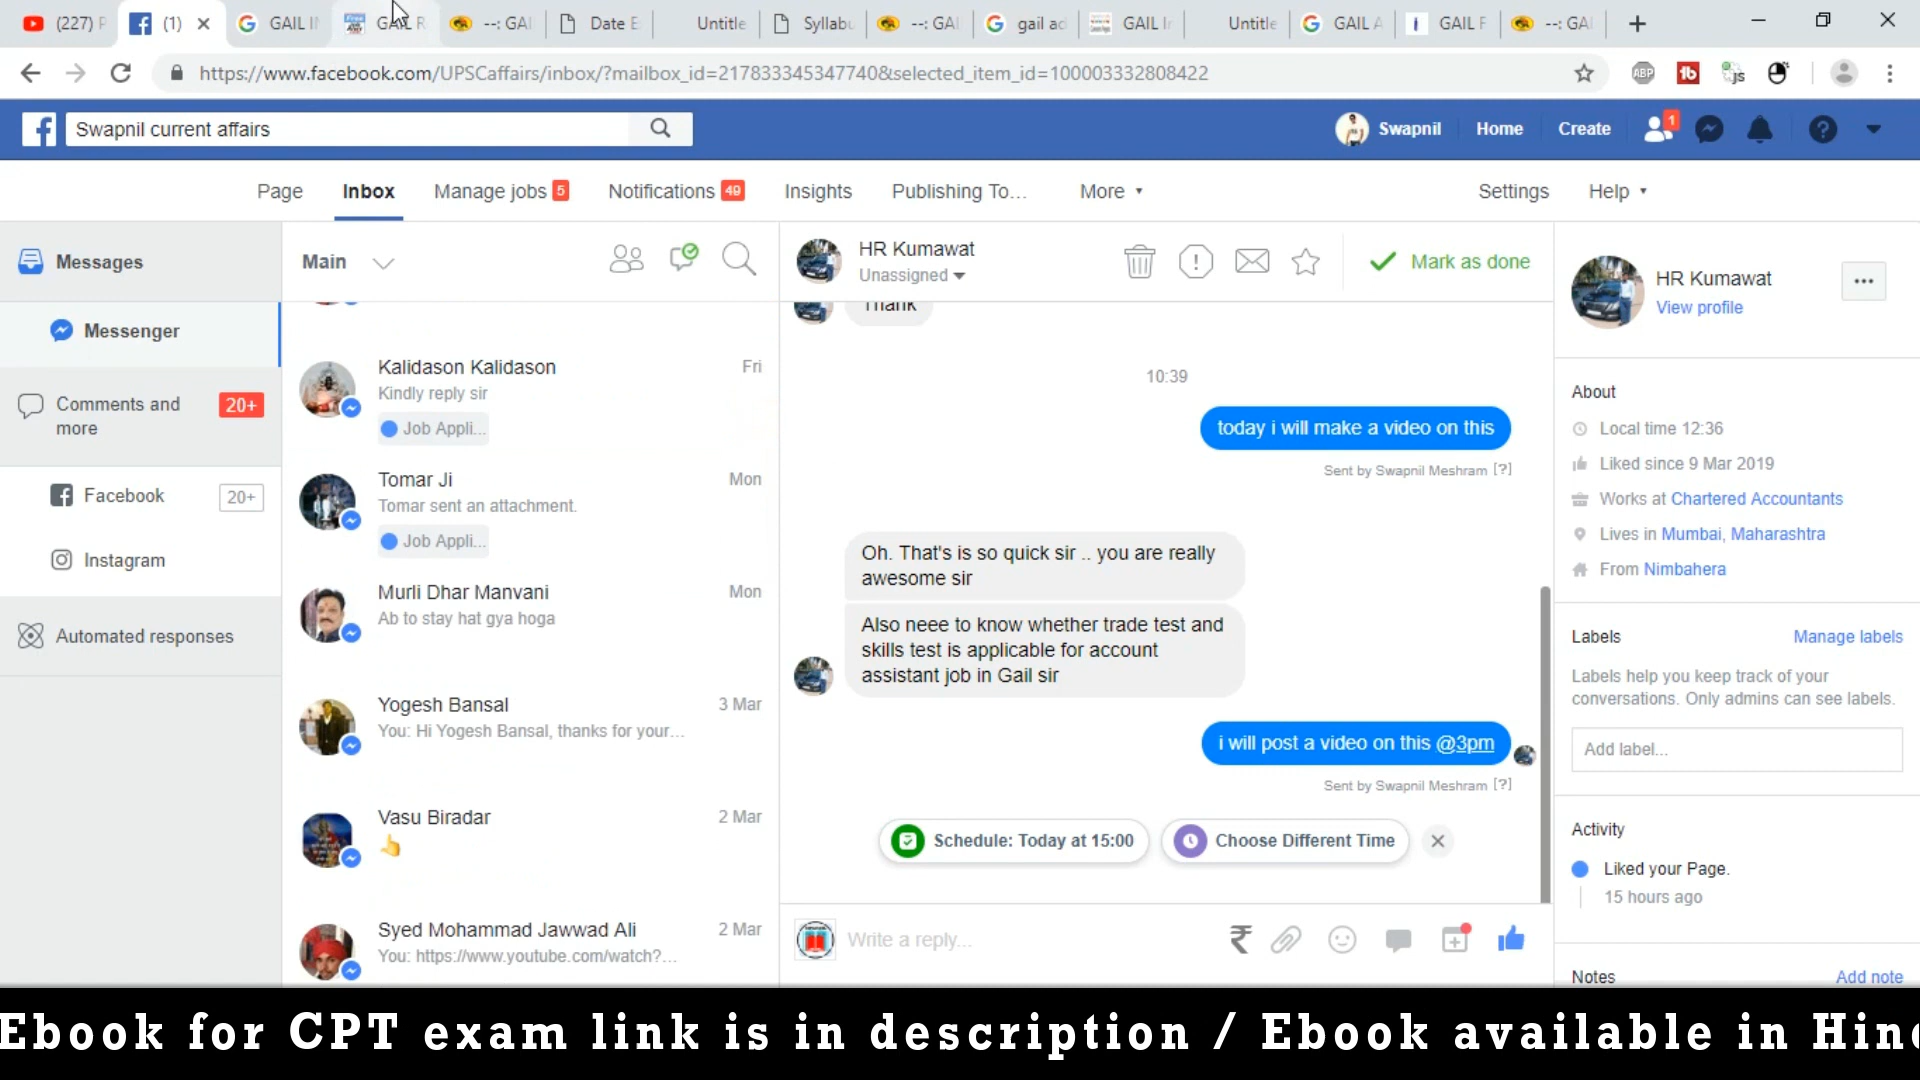 (227) P
(1)
GAIL I
GAIL R
--: GAI
Date E
Untitle
Syllabu
--: GAI
gail ad
GAIL In
Untitle
GAIL A
GAIL F
--: GAI
https://www.facebook.com/UPSCaffairs/inbox/?mailbox_id=217833345347740&selected_item_id=100003332808422
ABP
js
Swapnil current affairs
Swapnil
Home
Create
1
Page
Inbox
Manage jobs 5
Notifications 49
Insights
Publishing To...
More
Settings
Help
Messages
Messenger
Comments and
more
20+
Facebook
20+
Instagram
Automated responses
Main
Kalidason Kalidason
Fri
Kindly reply sir
Job Appli...
Tomar Ji
Mon
Tomar sent an attachment.
Job Appli...
Murli Dhar Manvani
Mon
Ab to stay hat gya hoga
Yogesh Bansal
3 Mar
You: Hi Yogesh Bansal, thanks for your...
Vasu Biradar
2 Mar
Syed Mohammad Jawwad Ali
2 Mar
You: https://www.youtube.com/watch?...
HR Kumawat
Unassigned
Mark as done
Thank
10:39
today i will make a video on this
Sent by Swapnil Meshram [?]
Oh. That's is so quick sir .. you are really
awesome sir
Also neee to know whether trade test and
skills test is applicable for account
assistant job in Gail sir
i will post a video on this @3pm
Sent by Swapnil Meshram [?]
Schedule: Today at 15:00
Choose Different Time
Write a reply...
HR Kumawat
View profile
About
Local time 12:36
Liked since 9 Mar 2019
Works at Chartered Accountants
Lives in Mumbai, Maharashtra
From Nimbahera
Labels
Manage labels
Labels help you keep track of your
conversations. Only admins can see labels.
Add label...
Activity
Liked your Page.
15 hours ago
Notes
Add note
Ebook for CPT exam link is in description / Ebook available in Hin